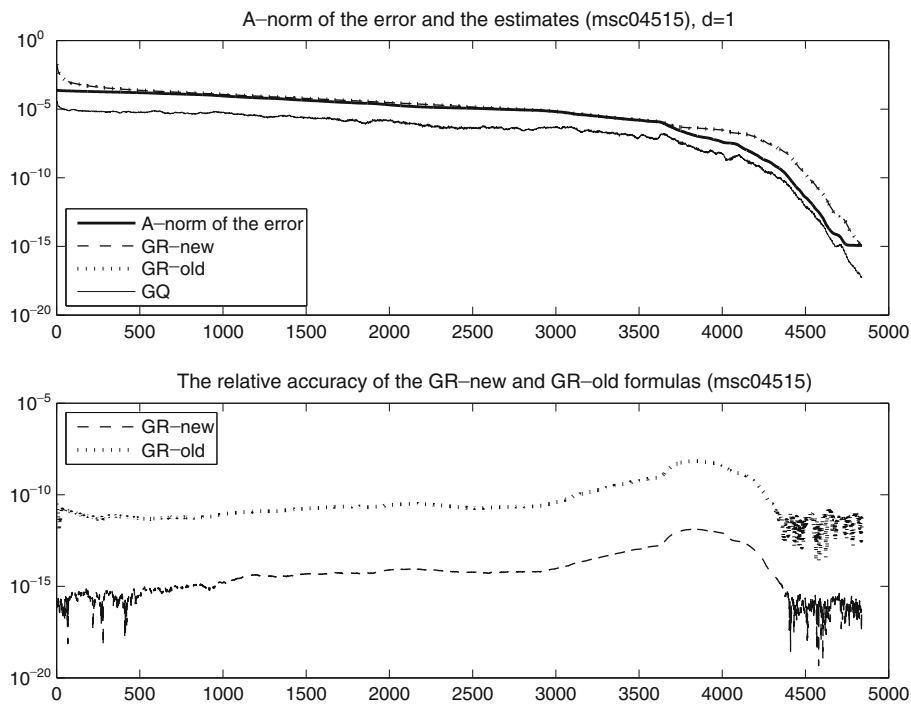 A−norm of the error and the estimates (msc04515), d=1
10^0
10^−5
10^−10
10^−15
10^−20
A−norm of the error
GR−new
GR−old
GQ
0 500 1000 1500 2000 2500 3000 3500 4000 4500 5000
The relative accuracy of the GR−new and GR−old formulas (msc04515)
10^−5
10^−10
10^−15
10^−20
GR−new
GR−old
0 500 1000 1500 2000 2500 3000 3500 4000 4500 5000